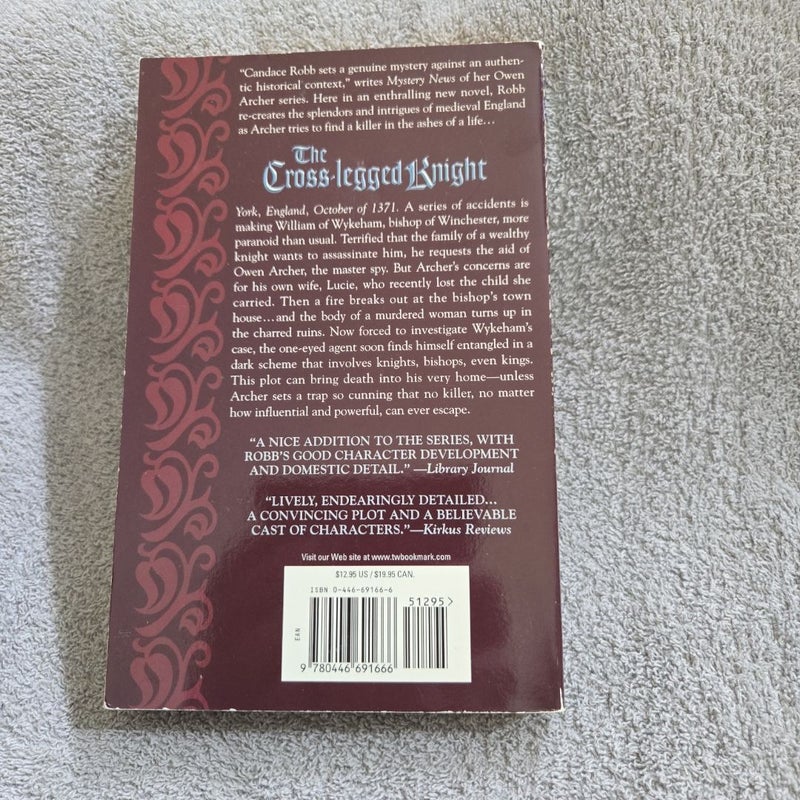 "Candace Robb sets a genuine mystery against an authen-
tic historical context," writes Mystery News of her Owen
Archer series. Here in an enthralling new novel, Robb
re-creates the splendors and intrigues of medieval England
as Archer tries to find a killer in the ashes of a life...
The
Cross-legged Knight
York, England, October of 1371. A series of accidents is
making William of Wykeham, bishop of Winchester, more
paranoid than usual. Terrified that the family of a wealthy
knight wants to assassinate him, he requests the aid of
Owen Archer, the master spy. But Archer's concerns are
for his own wife, Lucie, who recently lost the child she
carried. Then a fire breaks out at the bishop's town
house...and the body of a murdered woman turns up in
the charred ruins. Now forced to investigate Wykeham's
case, the one-eyed agent soon finds himself entangled in a
dark scheme that involves knights, bishops, even kings.
This plot can bring death into his very home—unless
Archer sets a trap so cunning that no killer, no matter
how influential and powerful, can ever escape.
"A NICE ADDITION TO THE SERIES, WITH
ROBB'S GOOD CHARACTER DEVELOPMENT
AND DOMESTIC DETAIL." —Library Journal
"LIVELY, ENDEARINGLY DETAILED...
A CONVINCING PLOT AND A BELIEVABLE
CAST OF CHARACTERS."—Kirkus Reviews
Visit our Web site at www.twbookmark.com
$12.95 US / $19.95 CAN.
ISBN 0-446-69166-6
51295>
EAN
9 780446 691666